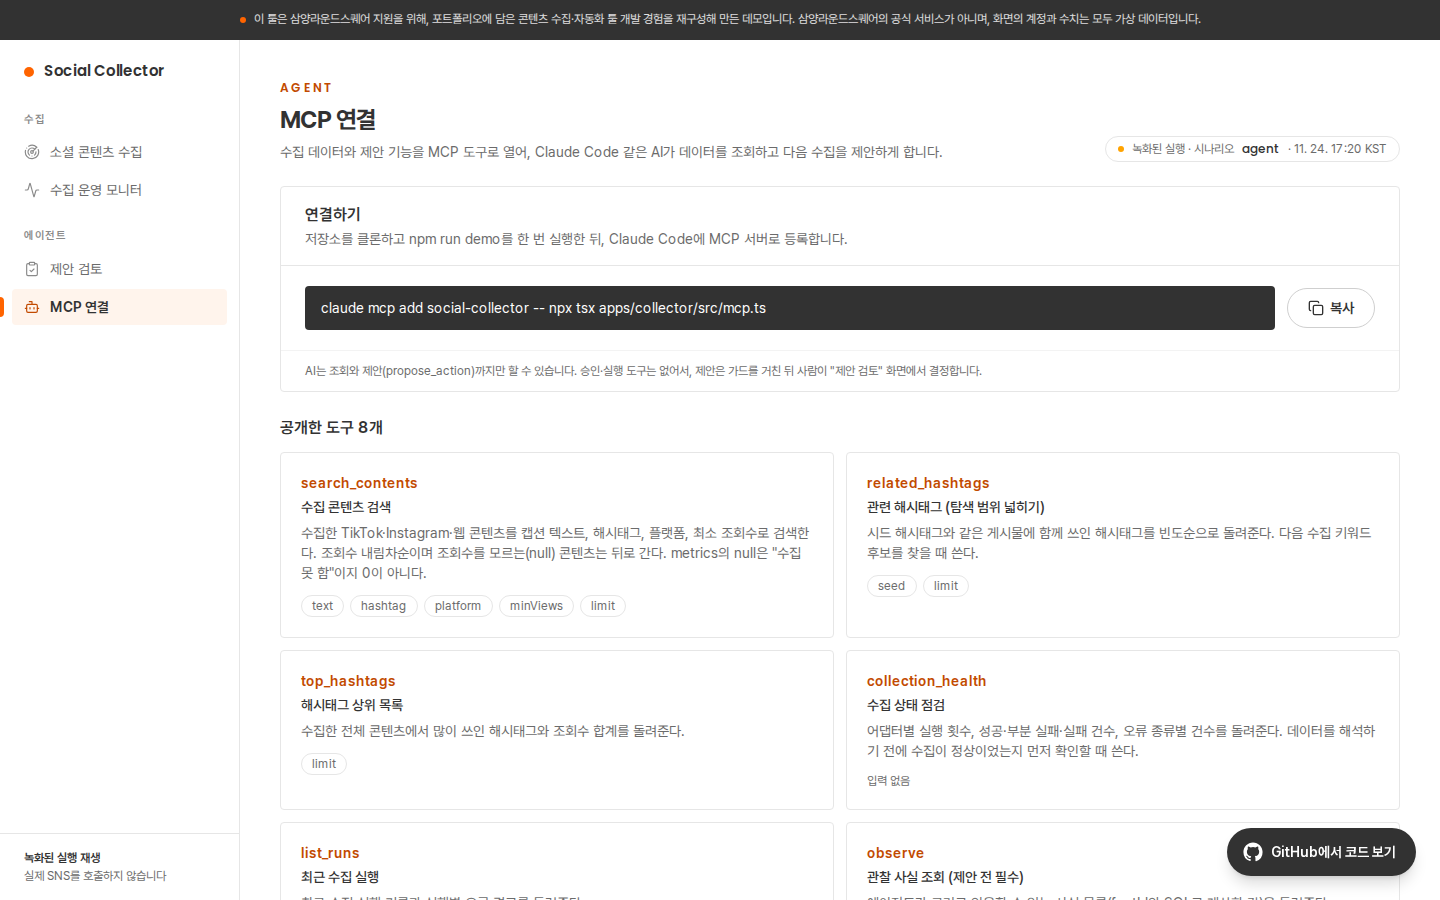 이 툴은 삼양라운드스퀘어 지원을 위해, 포트폴리오에 담은 콘텐츠 수집·자동화 툴 개발 경험을 재구성해 만든 데모입니다. 삼양라운드스퀘어의 공식 서비스가 아니며, 화면의 계정과 수치는 모두 가상 데이터입니다.
Social Collector
수집
소셜 콘텐츠 수집
수집 운영 모니터
에이전트
제안 검토
MCP 연결
녹화된 실행 재생
실제 SNS를 호출하지 않습니다
AGENT
MCP 연결
수집 데이터와 제안 기능을 MCP 도구로 열어, Claude Code 같은 AI가 데이터를 조회하고 다음 수집을 제안하게 합니다.
녹화된 실행 · 시나리오 agent · 11. 24. 17:20 KST
연결하기
저장소를 클론하고 npm run demo를 한 번 실행한 뒤, Claude Code에 MCP 서버로 등록합니다.
claude mcp add social-collector -- npx tsx apps/collector/src/mcp.ts
복사
AI는 조회와 제안(propose_action)까지만 할 수 있습니다. 승인·실행 도구는 없어서, 제안은 가드를 거친 뒤 사람이 "제안 검토" 화면에서 결정합니다.
공개한 도구 8개
search_contents
수집 콘텐츠 검색
수집한 TikTok·Instagram·웹 콘텐츠를 캡션 텍스트, 해시태그, 플랫폼, 최소 조회수로 검색한
다. 조회수 내림차순이며 조회수를 모르는(null) 콘텐츠는 뒤로 간다. metrics의 null은 "수집
못 함"이지 0이 아니다.
text hashtag platform minViews limit
related_hashtags
관련 해시태그 (탐색 범위 넓히기)
시드 해시태그와 같은 게시물에 함께 쓰인 해시태그를 빈도순으로 돌려준다. 다음 수집 키워드
후보를 찾을 때 쓴다.
seed limit
top_hashtags
해시태그 상위 목록
수집한 전체 콘텐츠에서 많이 쓰인 해시태그와 조회수 합계를 돌려준다.
limit
collection_health
수집 상태 점검
어댑터별 실행 횟수, 성공·부분 실패·실패 건수, 오류 종류별 건수를 돌려준다. 데이터를 해석하
기 전에 수집이 정상이었는지 먼저 확인할 때 쓴다.
입력 없음
list_runs
최근 수집 실행
observe
관찰 사실 조회 (제안 전 필수)
GitHub에서 코드 보기